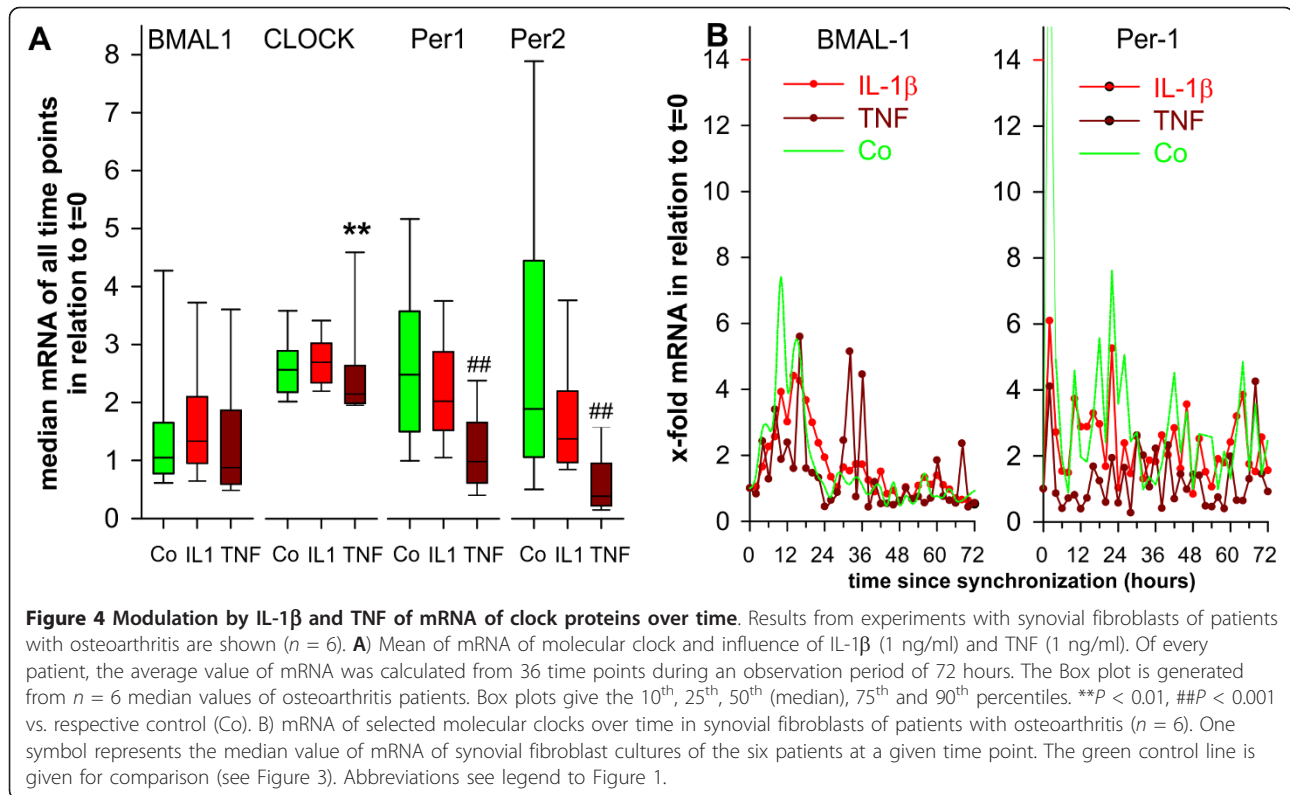 A
BMAL1 CLOCK Per1 Per2
median mRNA of all time points
in relation to t=0
8
7
6
5
4
3
2
1
0
**
##
##
Co IL1 TNF Co IL1 TNF Co IL1 TNF Co IL1 TNF
B
BMAL-1
Per-1
x-fold mRNA in relation to t=0
14
12
10
8
6
4
2
0
IL-1β
TNF
Co
0 12 24 36 48 60 72
14
12
10
8
6
4
2
0
IL-1β
TNF
Co
0 12 24 36 48 60 72
time since synchronization (hours)
Figure 4 Modulation by IL-1β and TNF of mRNA of clock proteins over time. Results from experiments with synovial fibroblasts of patients
with osteoarthritis are shown (n = 6). A) Mean of mRNA of molecular clock and influence of IL-1β (1 ng/ml) and TNF (1 ng/ml). Of every
patient, the average value of mRNA was calculated from 36 time points during an observation period of 72 hours. The Box plot is generated
from n = 6 median values of osteoarthritis patients. Box plots give the 10th, 25th, 50th (median), 75th and 90th percentiles. **P < 0.01, ##P < 0.001
vs. respective control (Co). B) mRNA of selected molecular clocks over time in synovial fibroblasts of patients with osteoarthritis (n = 6). One
symbol represents the median value of mRNA of synovial fibroblast cultures of the six patients at a given time point. The green control line is
given for comparison (see Figure 3). Abbreviations see legend to Figure 1.